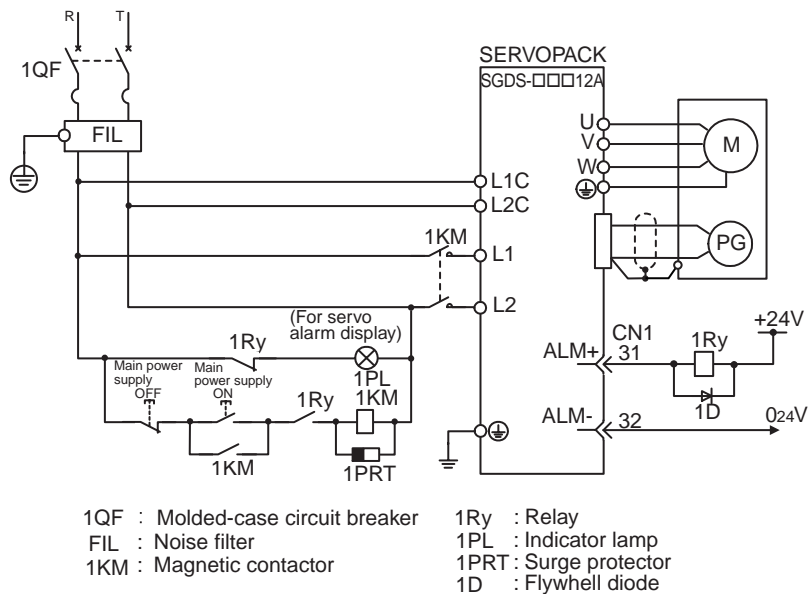 R T
1QF
FIL
SERVOPACK
SGDS-□□□12A
U
V
W
M
L1C
L2C
1KM
L1
PG
L2
(For servo
alarm display)
+24V
1Ry
1PL
ALM+
CN1
31
1Ry
1D
Main power
supply
OFF
Main
power supply
ON
1Ry
1KM
1KM
1PRT
ALM-
32
024V
1QF : Molded-case circuit breaker
FIL : Noise filter
1KM : Magnetic contactor
1Ry : Relay
1PL : Indicator lamp
1PRT : Surge protector
1D : Flywhell diode